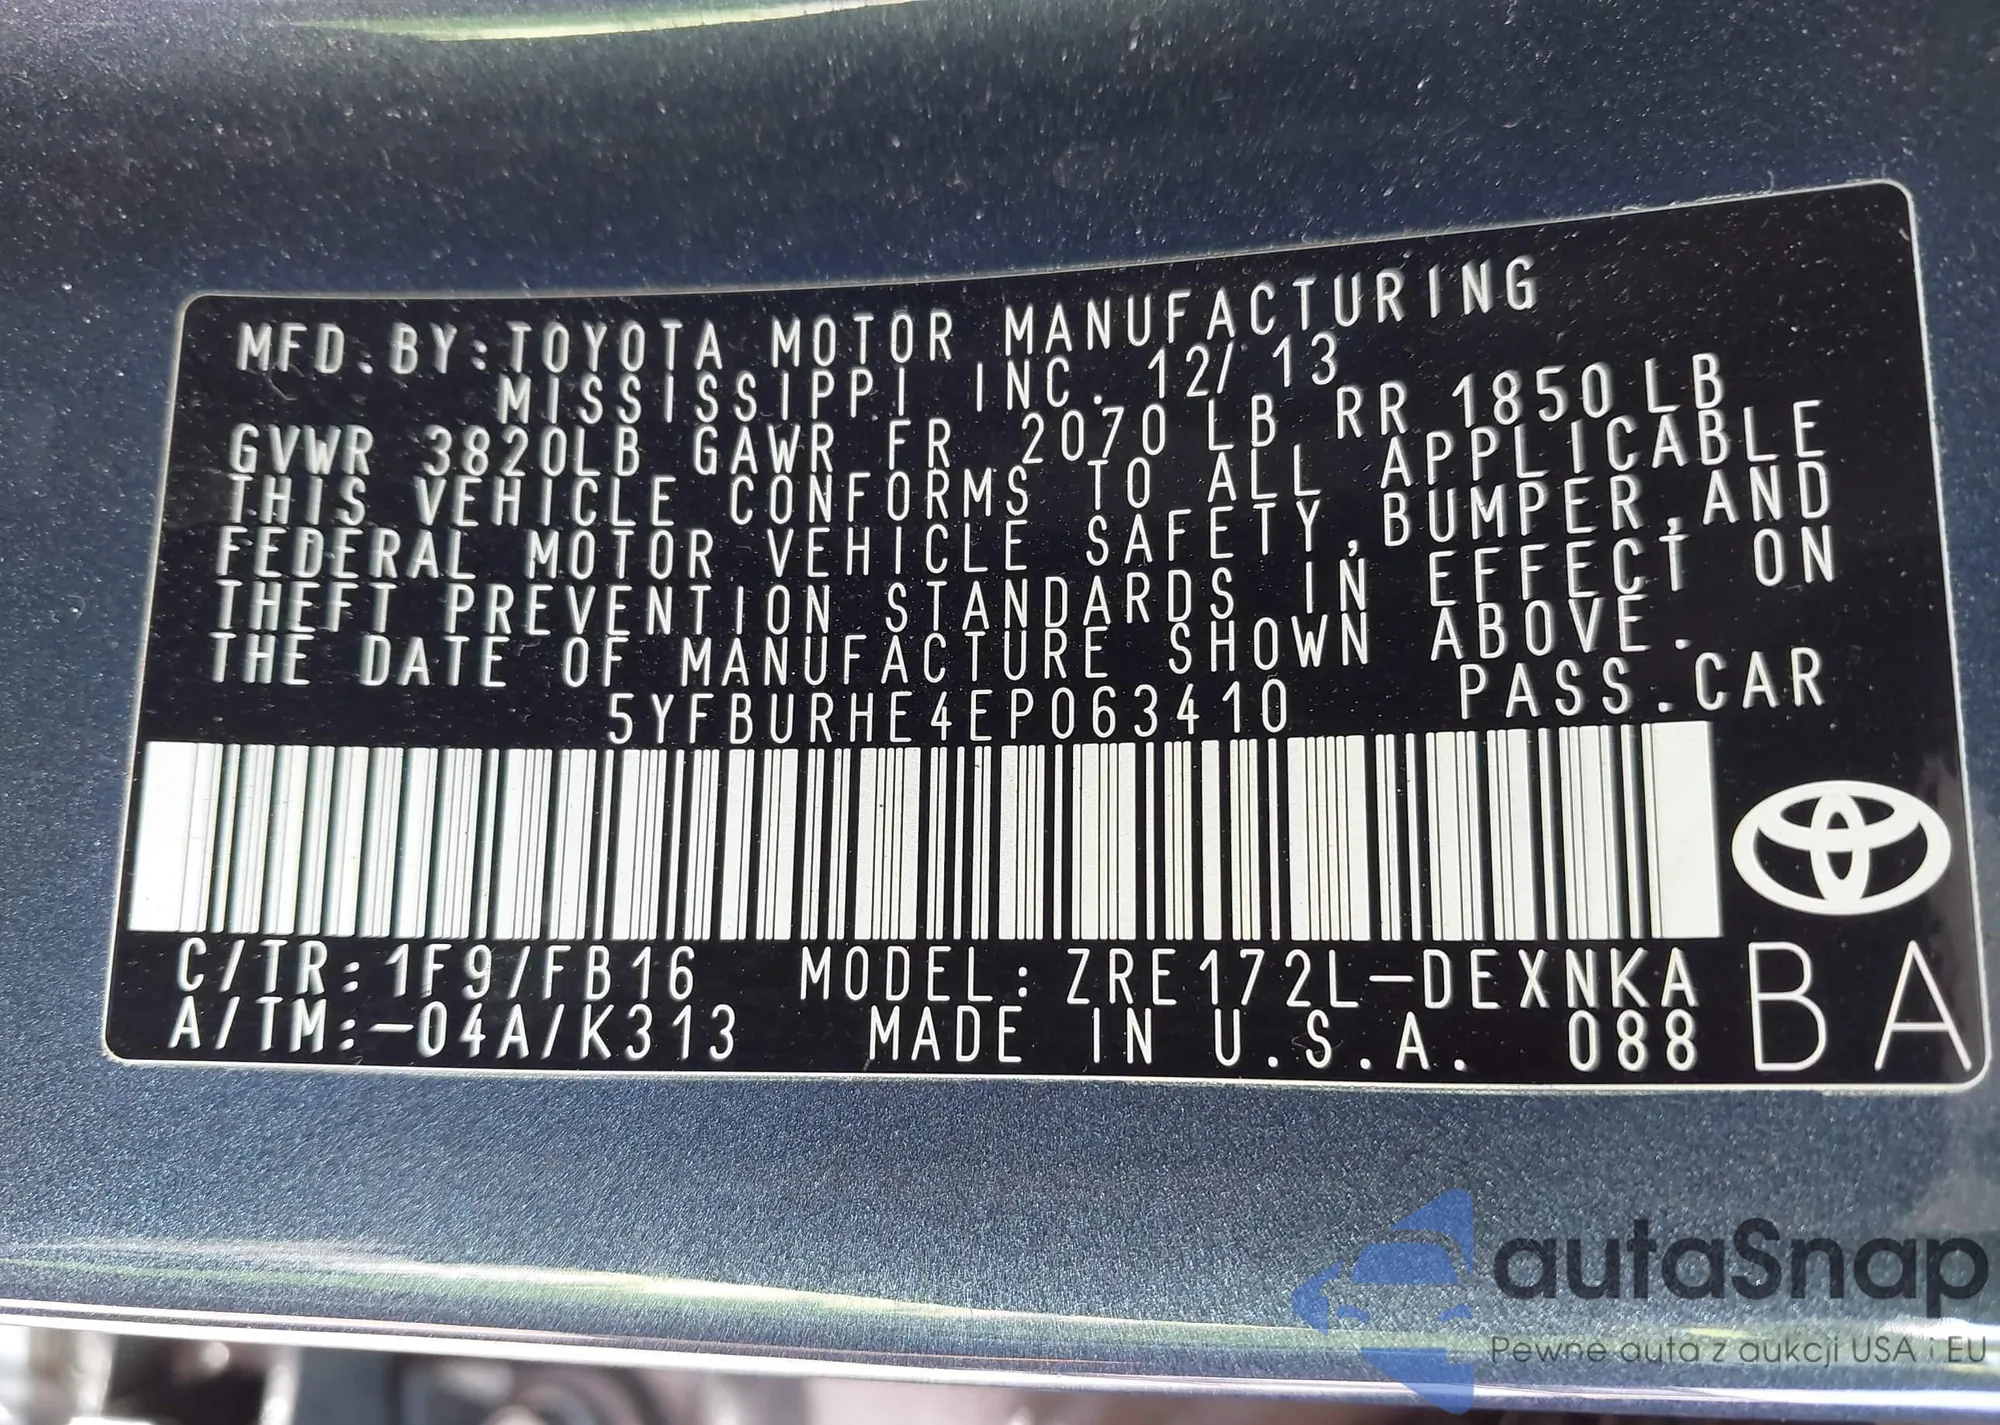 MFD.BY:TOYOTA MOTOR MANUFACTURING
MISSISSIPPI INC. 12/13
GVWR 3820LB GAWR FR 2070 LB RR 1850LB
THIS VEHICLE CONFORMS TO ALL APPLICABLE
FEDERAL MOTOR VEHICLE SAFETY,BUMPER,AND
THEFT PREVENTION STANDARDS IN EFFECT ON
THE DATE OF MANUFACTURE SHOWN ABOVE.
5YFBURHE4EP063410 PASS.CAR
C/TR:1F9/FB16 MODEL:ZRE172L-DEXNKA
A/TM:-04A/K313 MADE IN U.S.A. 088
BA
autaSnap
Pewne auta z aukcji USA i EU